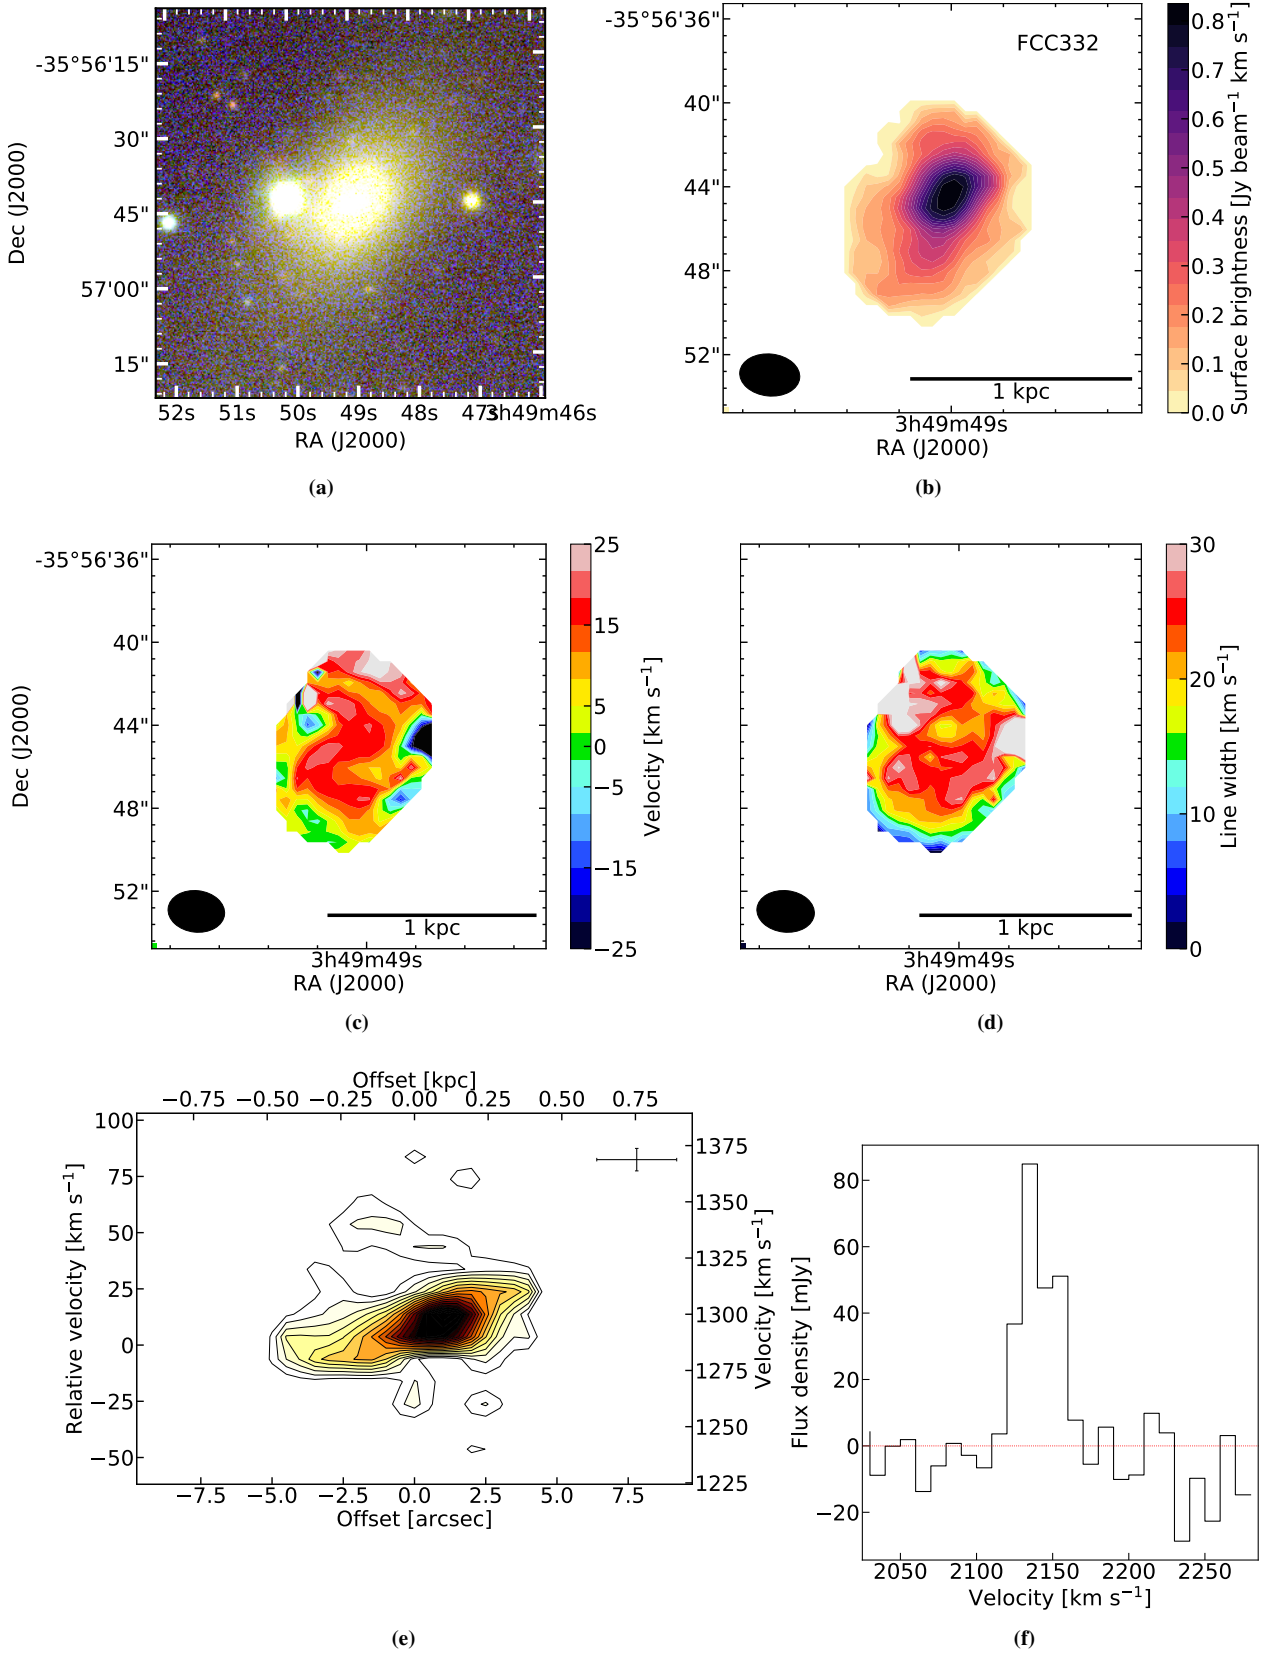 -35°56'15"
30"
45"
57'00"
15"
Dec (J2000)
52s 51s 50s 49s 48s 47s 3h49m46s
RA (J2000)
(a)
-35°56'36"
40"
44"
48"
52"
FCC332
1 kpc
3h49m49s
RA (J2000)
0.8
0.7
0.6
0.5
0.4
0.3
0.2
0.1
0.0
Surface brightness [Jy beam⁻¹ km s⁻¹]
(b)
-35°56'36"
40"
44"
48"
52"
Dec (J2000)
1 kpc
3h49m49s
RA (J2000)
25
15
5
0
−5
−15
−25
Velocity [km s⁻¹]
(c)
1 kpc
3h49m49s
RA (J2000)
30
20
10
0
Line width [km s⁻¹]
(d)
Offset [kpc]
−0.75 −0.50 −0.25 0.00 0.25 0.50 0.75
100
75
50
25
0
−25
−50
Relative velocity [km s⁻¹]
1375
1350
1325
1300
1275
1250
1225
Velocity [km s⁻¹]
−7.5 −5.0 −2.5 0.0 2.5 5.0 7.5
Offset [arcsec]
(e)
80
60
40
20
0
−20
Flux density [mJy]
2050 2100 2150 2200 2250
Velocity [km s⁻¹]
(f)